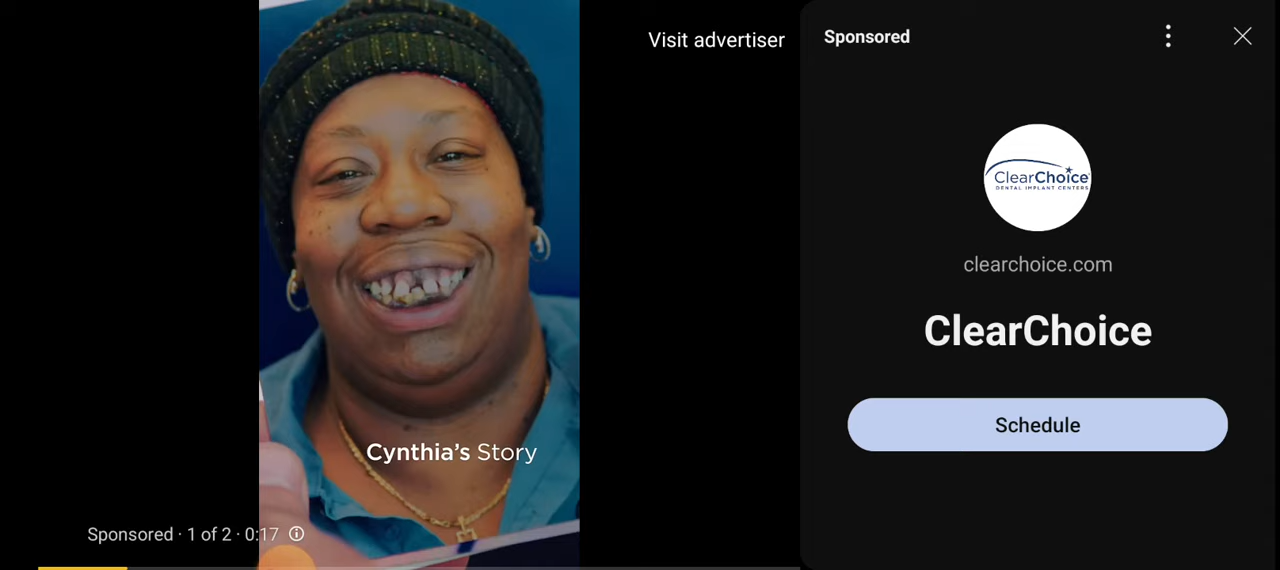 Visit advertiser
Cynthia's Story
Sponsored · 1 of 2 · 0:17
Sponsored
ClearChoice
DENTAL IMPLANT CENTERS
clearchoice.com
ClearChoice
Schedule